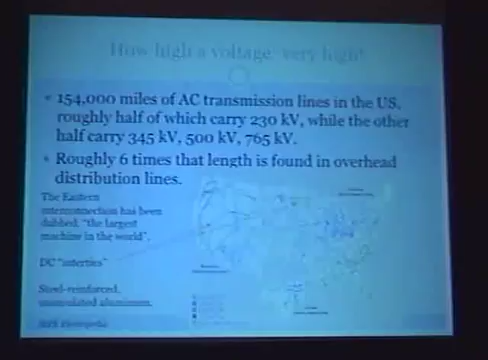 How high a voltage, very high!
154,000 miles of AC transmission lines in the US,
roughly half of which carry 230 kV, while the other
half carry 345 kV, 500 kV, 765 kV.
Roughly 6 times that length is found in overhead
distribution lines.
The Eastern
interconnection has been
dubbed, "the largest
machine in the world".
DC "interties"
Steel-reinforced,
uninsulated aluminum.